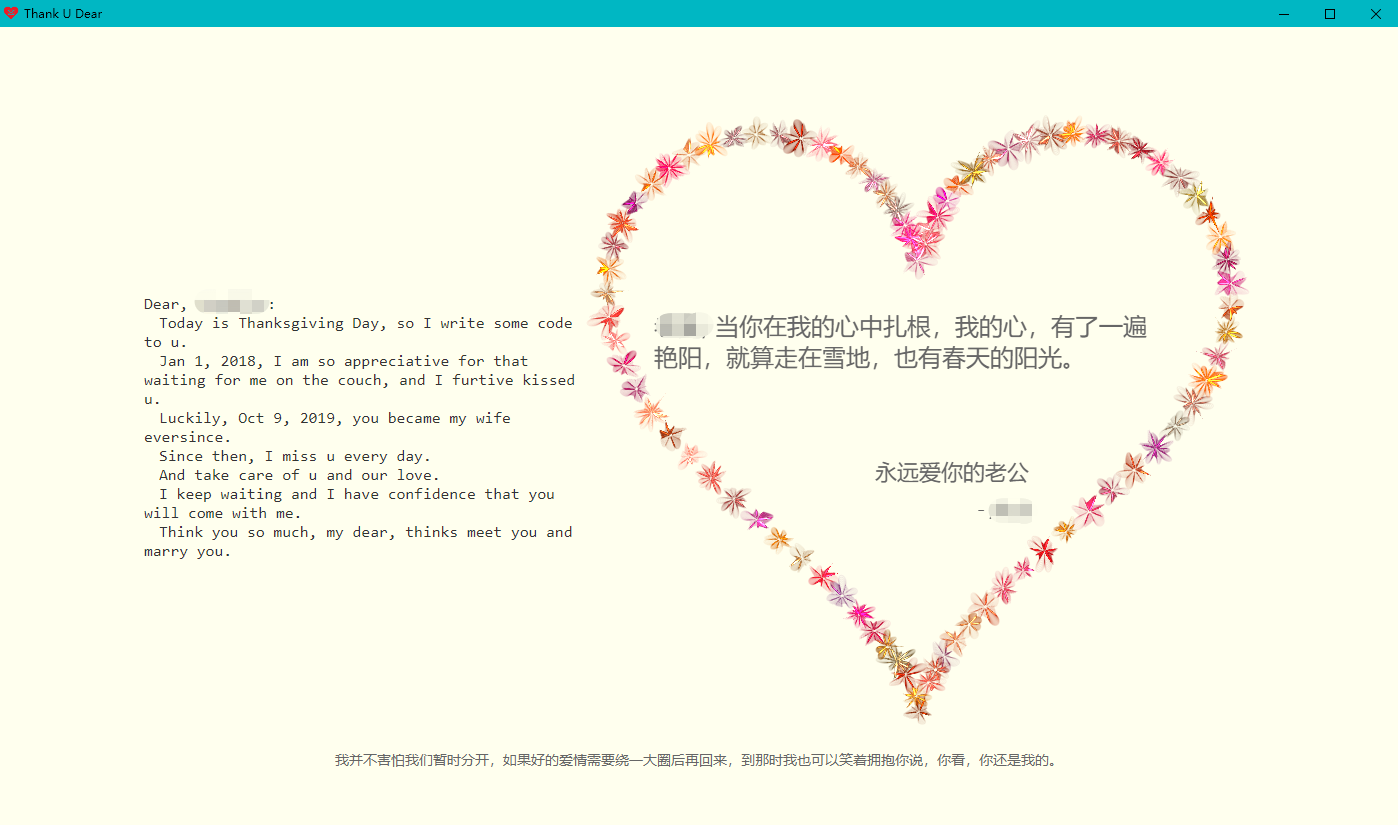 Thank U Dear
Dear, :
Today is Thanksgiving Day, so I write some code
to u.
Jan 1, 2018, I am so appreciative for that
waiting for me on the couch, and I furtive kissed
u.
Luckily, Oct 9, 2019, you became my wife
eversince.
Since then, I miss u every day.
And take care of u and our love.
I keep waiting and I have confidence that you
will come with me.
Think you so much, my dear, thinks meet you and
marry you.
当你在我的心中扎根，我的心，有了一遍
艳阳，就算走在雪地，也有春天的阳光。
永远爱你的老公
-
我并不害怕我们暂时分开，如果好的爱情需要绕一大圈后再回来，到那时我也可以笑着拥抱你说，你看，你还是我的。